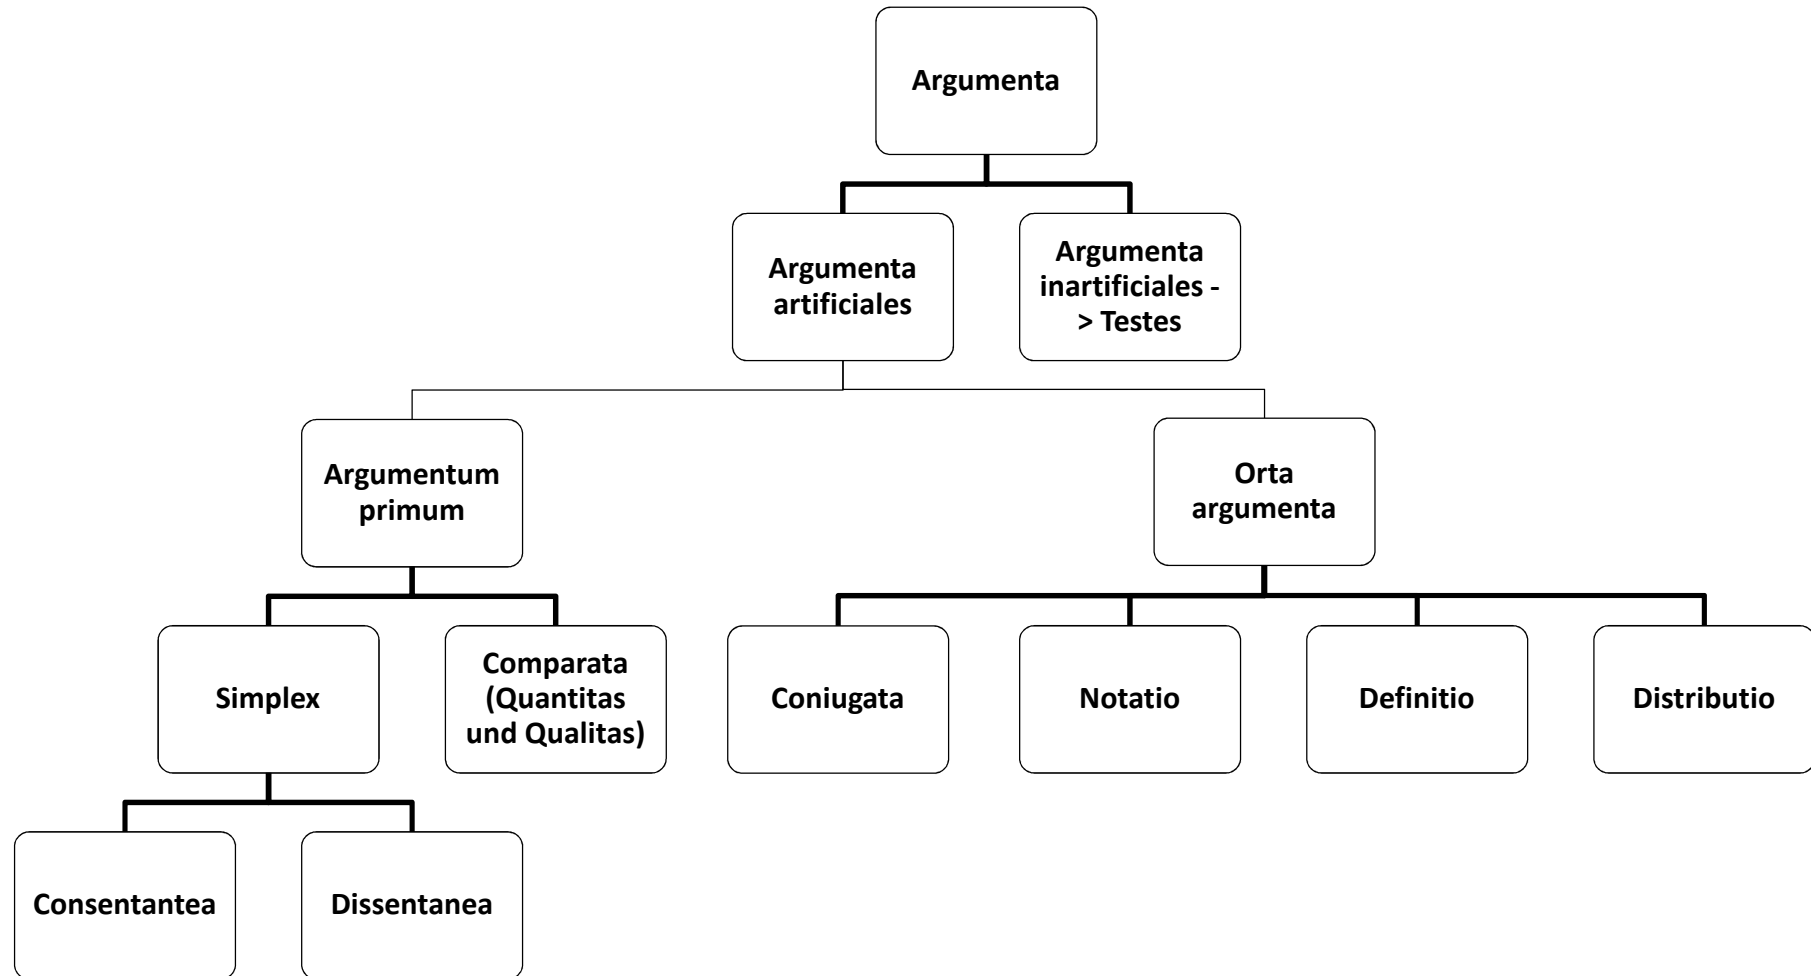 Argumenta
Argumenta
artificiales
Argumenta
inartificiales -
> Testes
Argumentum
primum
Orta
argumenta
Simplex
Comparata
(Quantitas
und Qualitas)
Coniugata
Notatio
Definitio
Distributio
Consentantea
Dissentanea